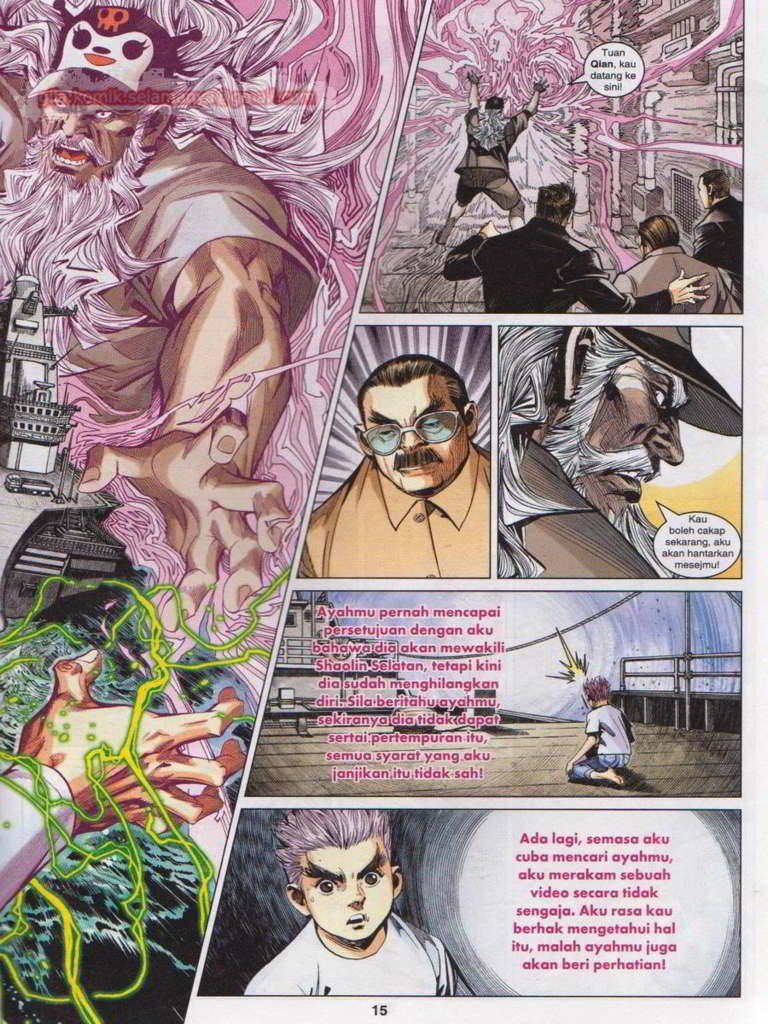 Tuan
Qian, kau
datang ke
sini!
Kau
boleh cakap
sekarang, aku
akan hantarkan
mesejmu!
Ayahmu pernah mencapai
persetujuan dengan aku
bahawa dia akan mewakili
Shaolin Selatan, tetapi kini
dia sudah menghilangkan
diri. Sila beritahu ayahmu,
sekiranya dia tidak dapat
sertai pertempuran itu,
semua syarat yang aku
janjikan itu tidak sah!
Ada lagi, semasa aku
cuba mencari ayahmu,
aku merakam sebuah
video secara tidak
sengaja. Aku rasa kau
berhak mengetahui hal
itu, malah ayahmu juga
akan beri perhatian!
15